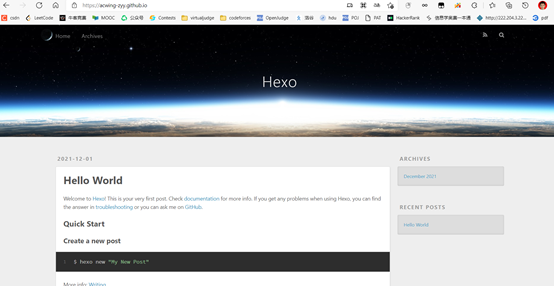 https://acwing-zyy.github.io
csdn LeetCode 牛客竞赛 MOOC 公众号 Contests virtualjudge codeforces OpenJudge 洛谷 hdu POJ PAT HackerRank 信息学奥赛一本通 http://222.204.3.22... pdf
Home Archives
Hexo
2021-12-01
Hello World
Welcome to Hexo! This is your very first post. Check documentation for more info. If you get any problems when using Hexo, you can
find the answer in troubleshooting or you can ask me on GitHub.
Quick Start
Create a new post
1 $ hexo new "My New Post"
More info: Writing
ARCHIVES
December 2021
RECENT POSTS
Hello World